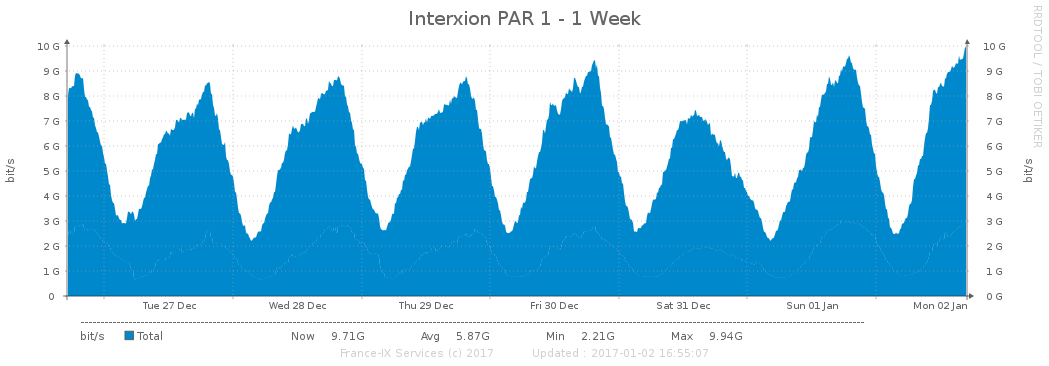 Interxion PAR 1 - 1 Week
RRDTOOL / TOBI OETIKER
bit/s
bit/s
10 G 10 G
9 G 9 G
8 G 8 G
7 G 7 G
6 G 6 G
5 G 5 G
4 G 4 G
3 G 3 G
2 G 2 G
1 G 1 G
0 0 G
Tue 27 Dec Wed 28 Dec Thu 29 Dec Fri 30 Dec Sat 31 Dec Sun 01 Jan Mon 02 Jan
bit/s Total Now 9.71G Avg 5.87G Min 2.21G Max 9.94G
France-IX Services (c) 2017 Updated : 2017-01-02 16:55:07